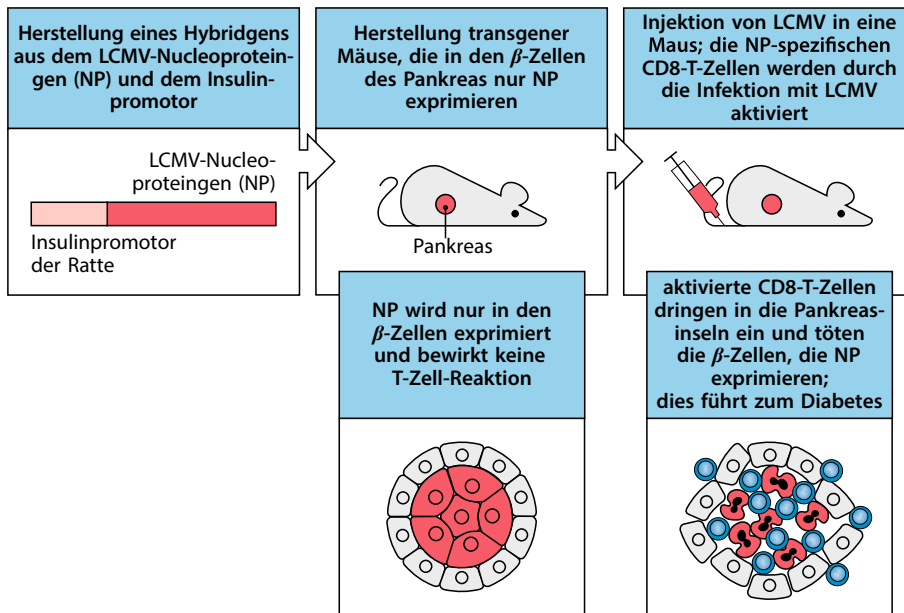 Herstellung eines Hybridgens
aus dem LCMV-Nucleoprotein-
gen (NP) und dem Insulin-
promotor
LCMV-Nucleo-
proteingen (NP)
Insulinpromotor
der Ratte
Herstellung transgener
Mäuse, die in den β-Zellen
des Pankreas nur NP
exprimieren
Pankreas
Injektion von LCMV in eine
Maus; die NP-spezifischen
CD8-T-Zellen werden durch
die Infektion mit LCMV
aktiviert
NP wird nur in den
β-Zellen exprimiert
und bewirkt keine
T-Zell-Reaktion
aktivierte CD8-T-Zellen
dringen in die Pankreas-
inseln ein und töten
die β-Zellen, die NP
exprimieren;
dies führt zum Diabetes